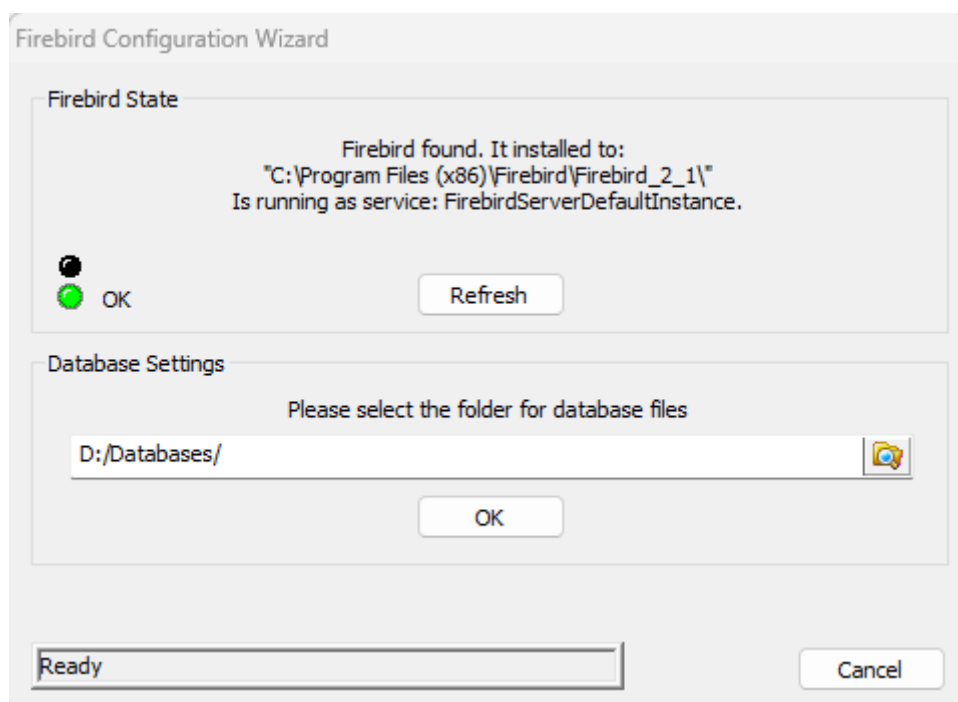 Firebird Configuration Wizard
Firebird State
Firebird found. It installed to:
"C:\Program Files (x86)\Firebird\Firebird_2_1\"
Is running as service: FirebirdServerDefaultInstance.
OK
Refresh
Database Settings
Please select the folder for database files
D:/Databases/
OK
Ready
Cancel